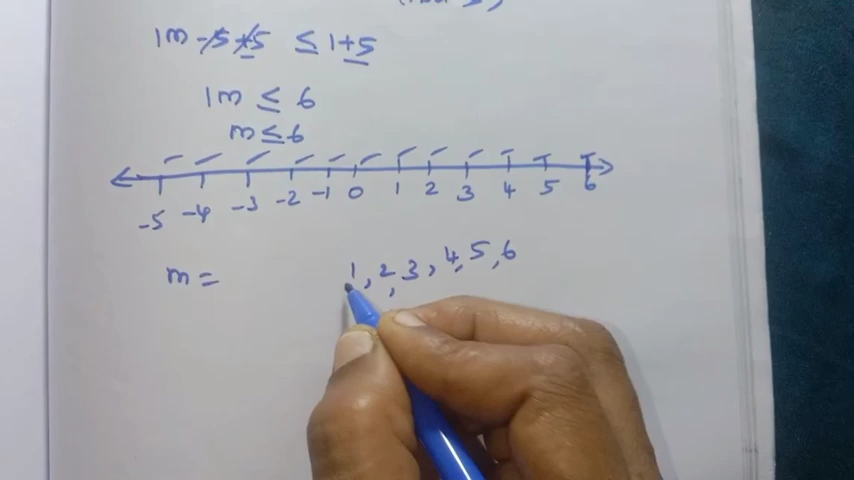 1m - 5 + 5 ≤ 1 + 5
1m ≤ 6
m ≤ 6
-5 -4 -3 -2 -1 0 1 2 3 4 5 6
m = 1, 2, 3, 4, 5, 6